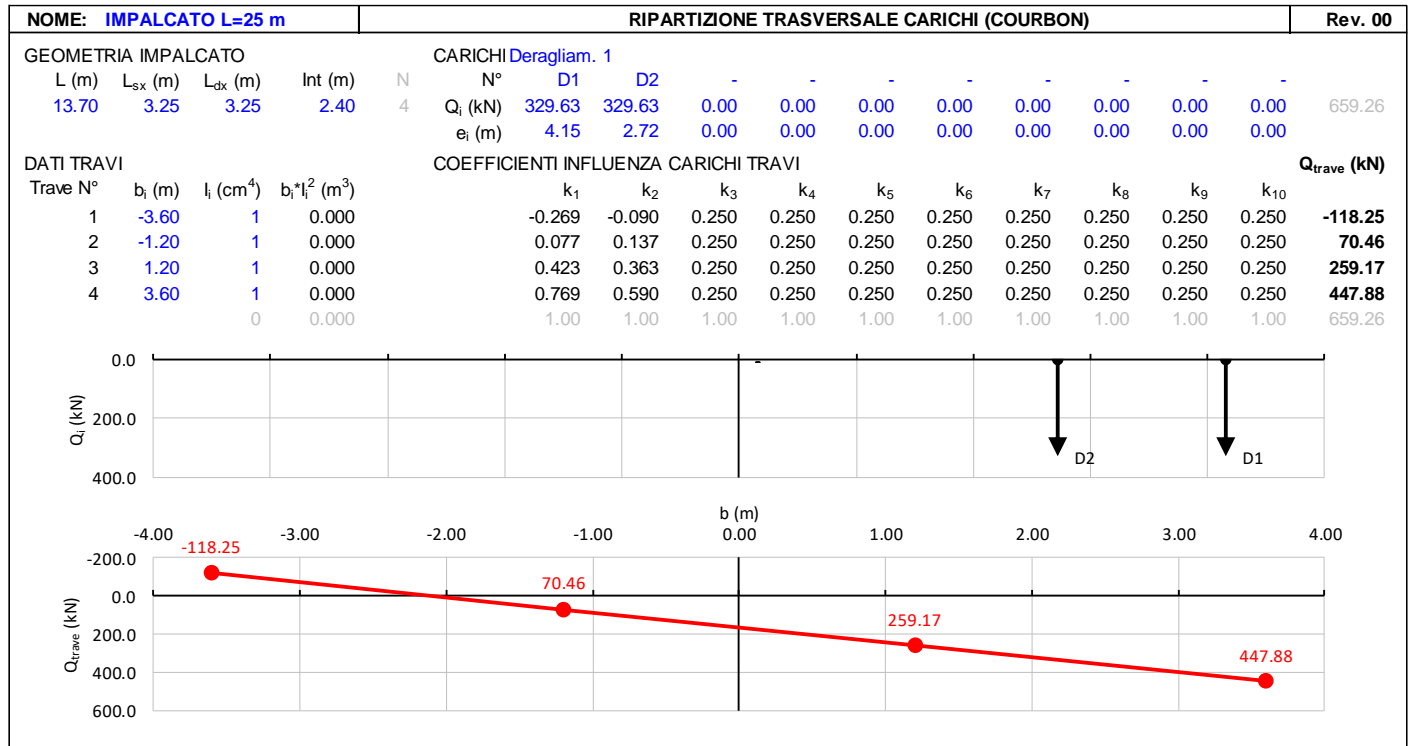 NOME: IMPALCATO L=25 m RIPARTIZIONE TRASVERSALE CARICHI (COURBON) Rev. 00
GEOMETRIA IMPALCATO CARICHI Deragliam. 1
L (m) Lsx (m) Ldx (m) Int (m) N N° D1 D2 - - - - - - - -
13.70 3.25 3.25 2.40 4 Qi (kN) 329.63 329.63 0.00 0.00 0.00 0.00 0.00 0.00 0.00 0.00 659.26
ei (m) 4.15 2.72 0.00 0.00 0.00 0.00 0.00 0.00 0.00 0.00
DATI TRAVI COEFFICIENTI INFLUENZA CARICHI TRAVI Qtrave (kN)
Trave N° bi (m) Ii (cm4) bi*Ii2 (m3) k1 k2 k3 k4 k5 k6 k7 k8 k9 k10
1 -3.60 1 0.000 -0.269 -0.090 0.250 0.250 0.250 0.250 0.250 0.250 0.250 0.250 -118.25
2 -1.20 1 0.000 0.077 0.137 0.250 0.250 0.250 0.250 0.250 0.250 0.250 0.250 70.46
3 1.20 1 0.000 0.423 0.363 0.250 0.250 0.250 0.250 0.250 0.250 0.250 0.250 259.17
4 3.60 1 0.000 0.769 0.590 0.250 0.250 0.250 0.250 0.250 0.250 0.250 0.250 447.88
0 0.000 1.00 1.00 1.00 1.00 1.00 1.00 1.00 1.00 1.00 1.00 659.26
0.0
200.0
400.0
Qi (kN)
D2 D1
b (m)
-4.00 -3.00 -2.00 -1.00 0.00 1.00 2.00 3.00 4.00
-200.0
0.0
200.0
400.0
600.0
Qtrave (kN)
-118.25
70.46
259.17
447.88